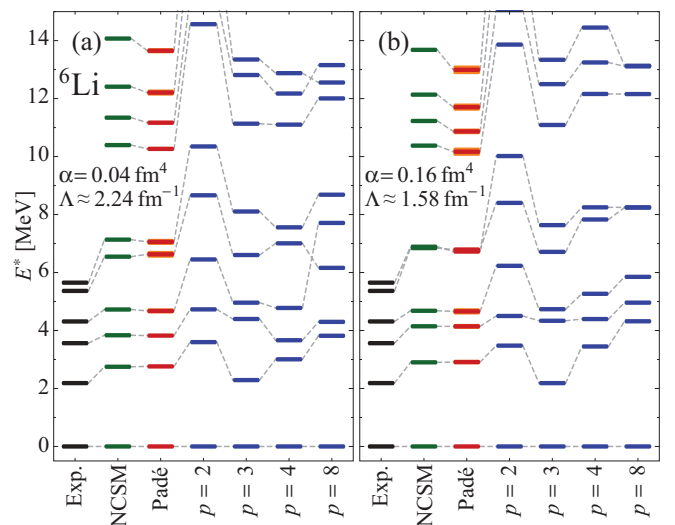 14
12
10
8
6
4
2
0
E* [MeV]
(a)
⁶Li
α = 0.04 fm⁴
Λ ≈ 2.24 fm⁻¹
(b)
α = 0.16 fm⁴
Λ ≈ 1.58 fm⁻¹
Exp.
NCSM
Padé
p = 2
p = 3
p = 4
p = 8
Exp.
NCSM
Padé
p = 2
p = 3
p = 4
p = 8